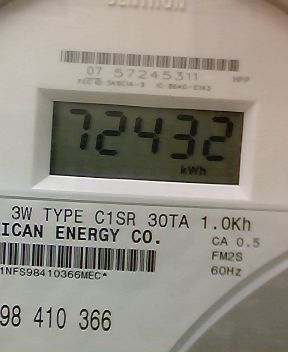 07 57245311 HPP
72432
kWh
3W TYPE C1SR 30TA 1.0Kh
ICAN ENERGY CO.
CA 0.5
FM2S
60Hz
1NFS98410366MEC*
98 410 366